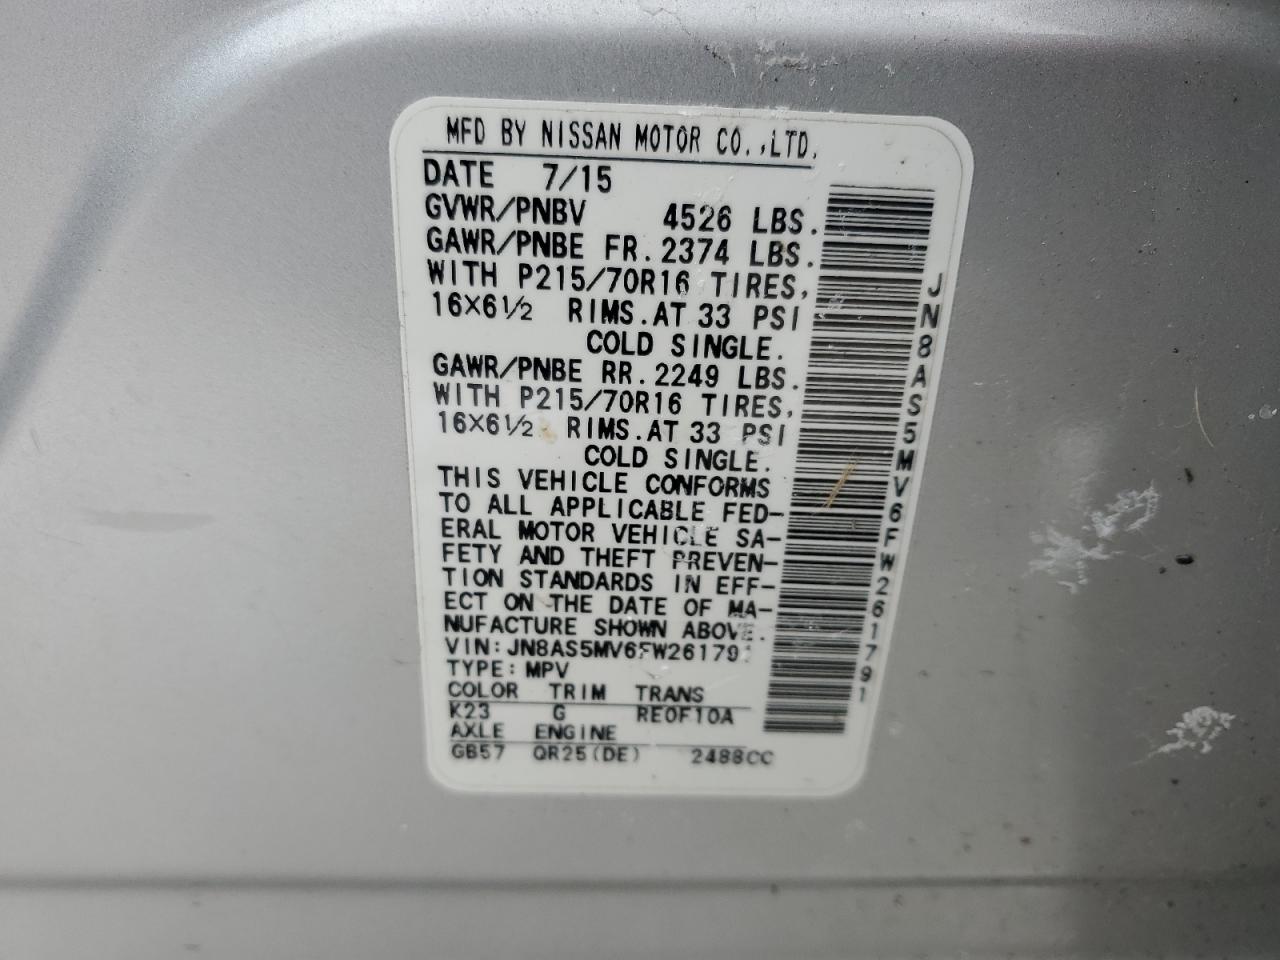 MFD BY NISSAN MOTOR CO.,LTD.
DATE 7/15
GVWR/PNBV 4526 LBS.
GAWR/PNBE FR. 2374 LBS.
WITH P215/70R16 TIRES,
16X6½ RIMS.AT 33 PSI
COLD SINGLE.
GAWR/PNBE RR. 2249 LBS.
WITH P215/70R16 TIRES,
16X6½ RIMS.AT 33 PSI
COLD SINGLE.
THIS VEHICLE CONFORMS
TO ALL APPLICABLE FED-
ERAL MOTOR VEHICLE SA-
FETY AND THEFT PREVEN-
TION STANDARDS IN EFF-
ECT ON THE DATE OF MA-
NUFACTURE SHOWN ABOVE.
VIN: JN8AS5MV6FW261791
TYPE: MPV
COLOR TRIM TRANS
K23 G RE0F10A
AXLE ENGINE
GB57 QR25(DE) 2488CC
JN8AS5MV6FW261791